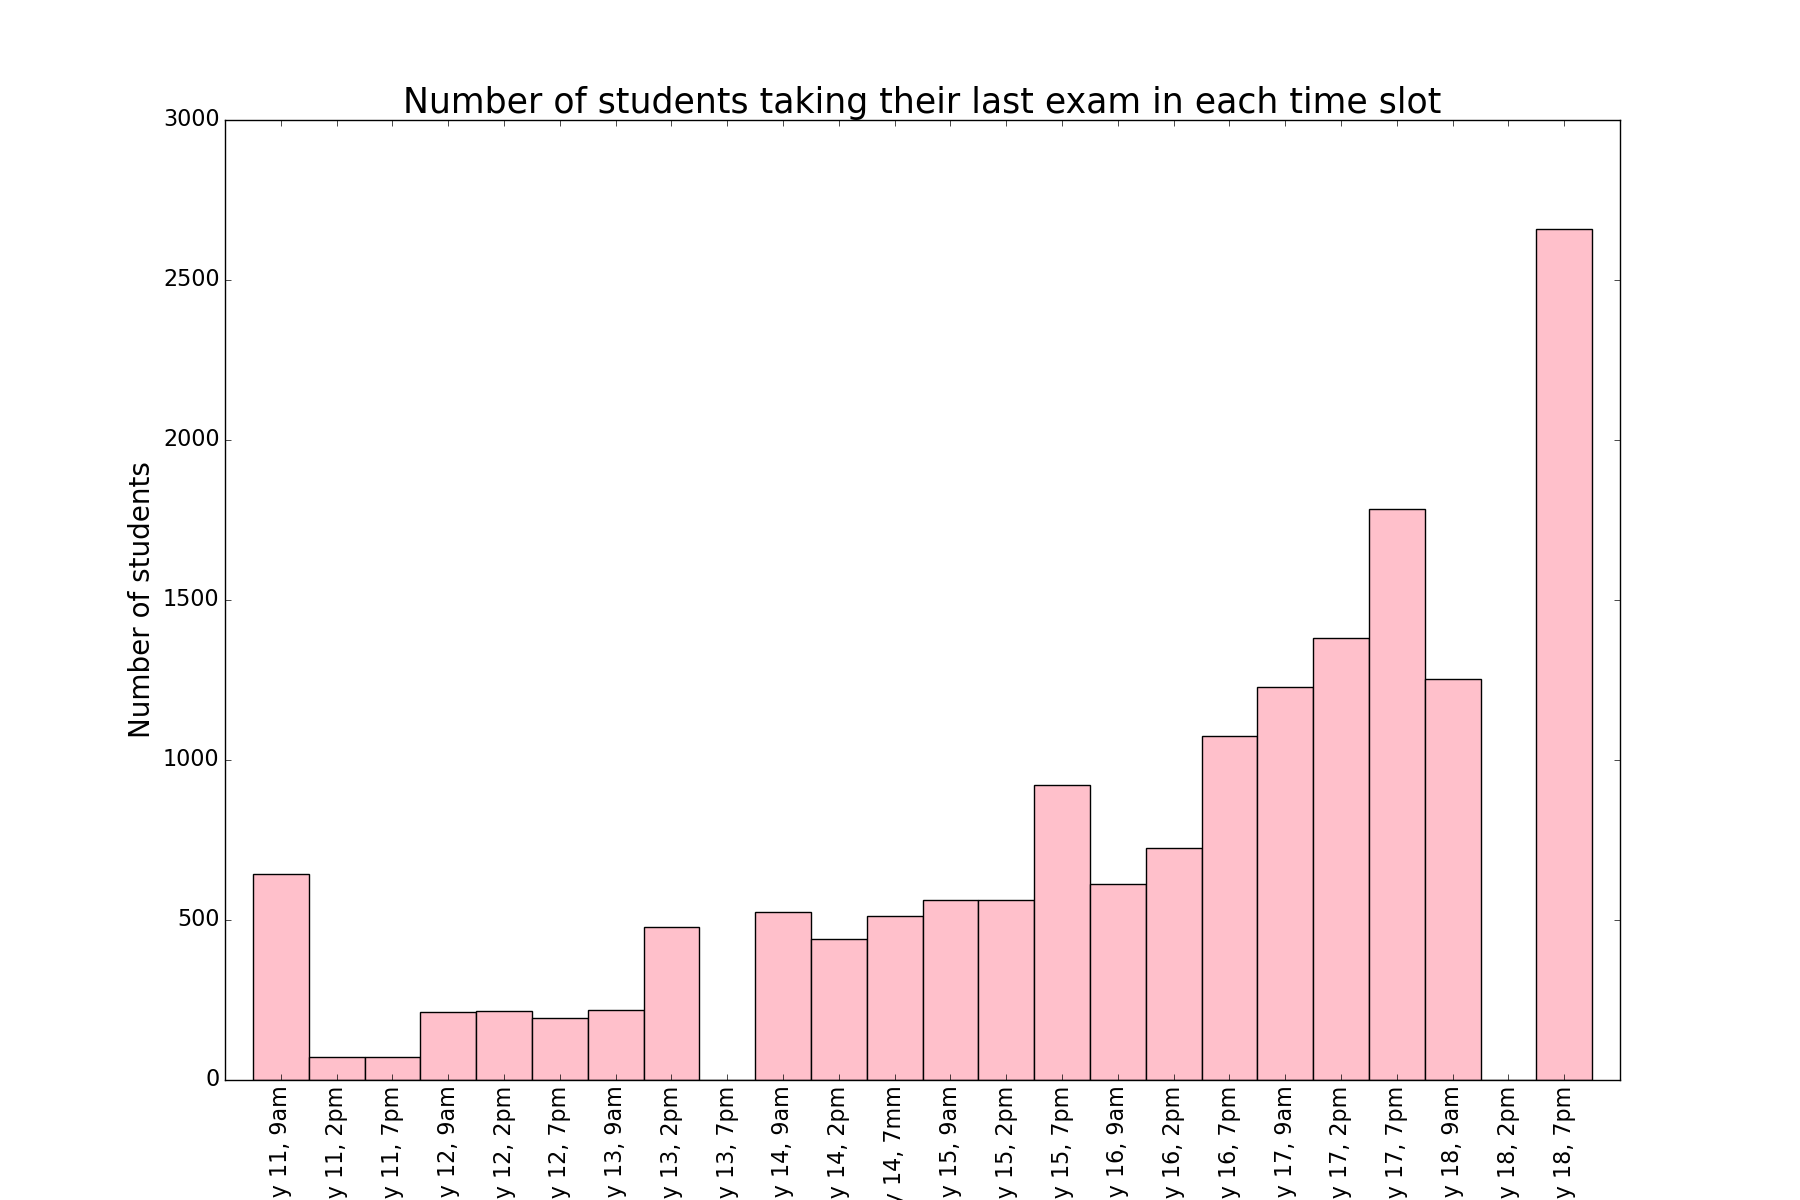 Number of students taking their last exam in each time slot
Number of students
3000
2500
2000
1500
1000
500
0
y 11, 9am
y 11, 2pm
y 11, 7pm
y 12, 9am
y 12, 2pm
y 12, 7pm
y 13, 9am
y 13, 2pm
y 13, 7pm
y 14, 9am
y 14, 2pm
y 14, 7mm
y 15, 9am
y 15, 2pm
y 15, 7pm
y 16, 9am
y 16, 2pm
y 16, 7pm
y 17, 9am
y 17, 2pm
y 17, 7pm
y 18, 9am
y 18, 2pm
y 18, 7pm